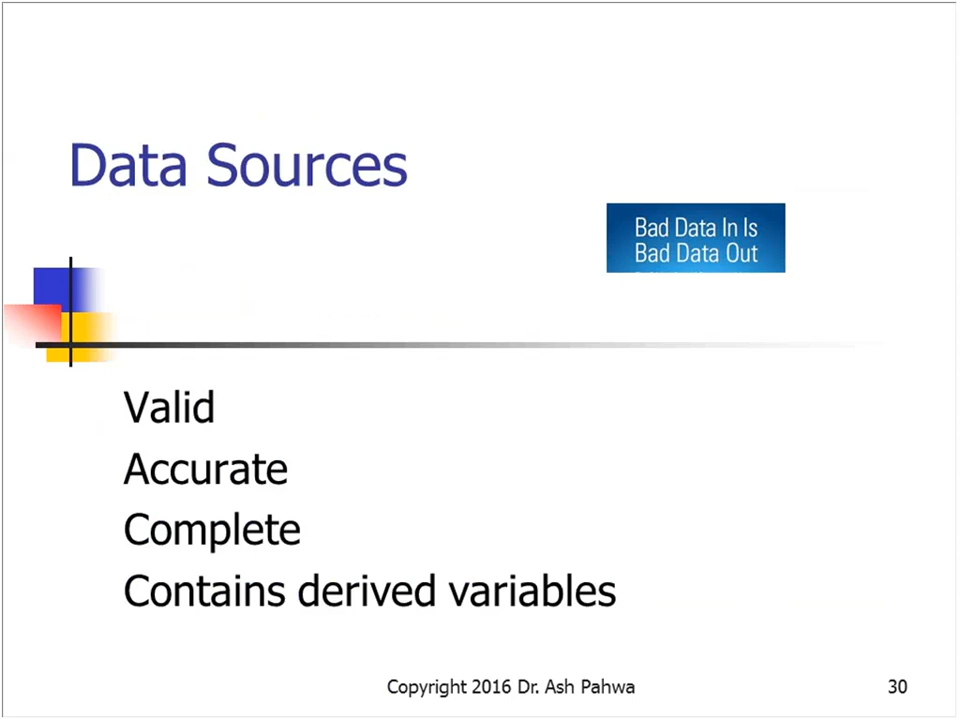 Data Sources
Bad Data In Is
Bad Data Out
Valid
Accurate
Complete
Contains derived variables
Copyright 2016 Dr. Ash Pahwa
30